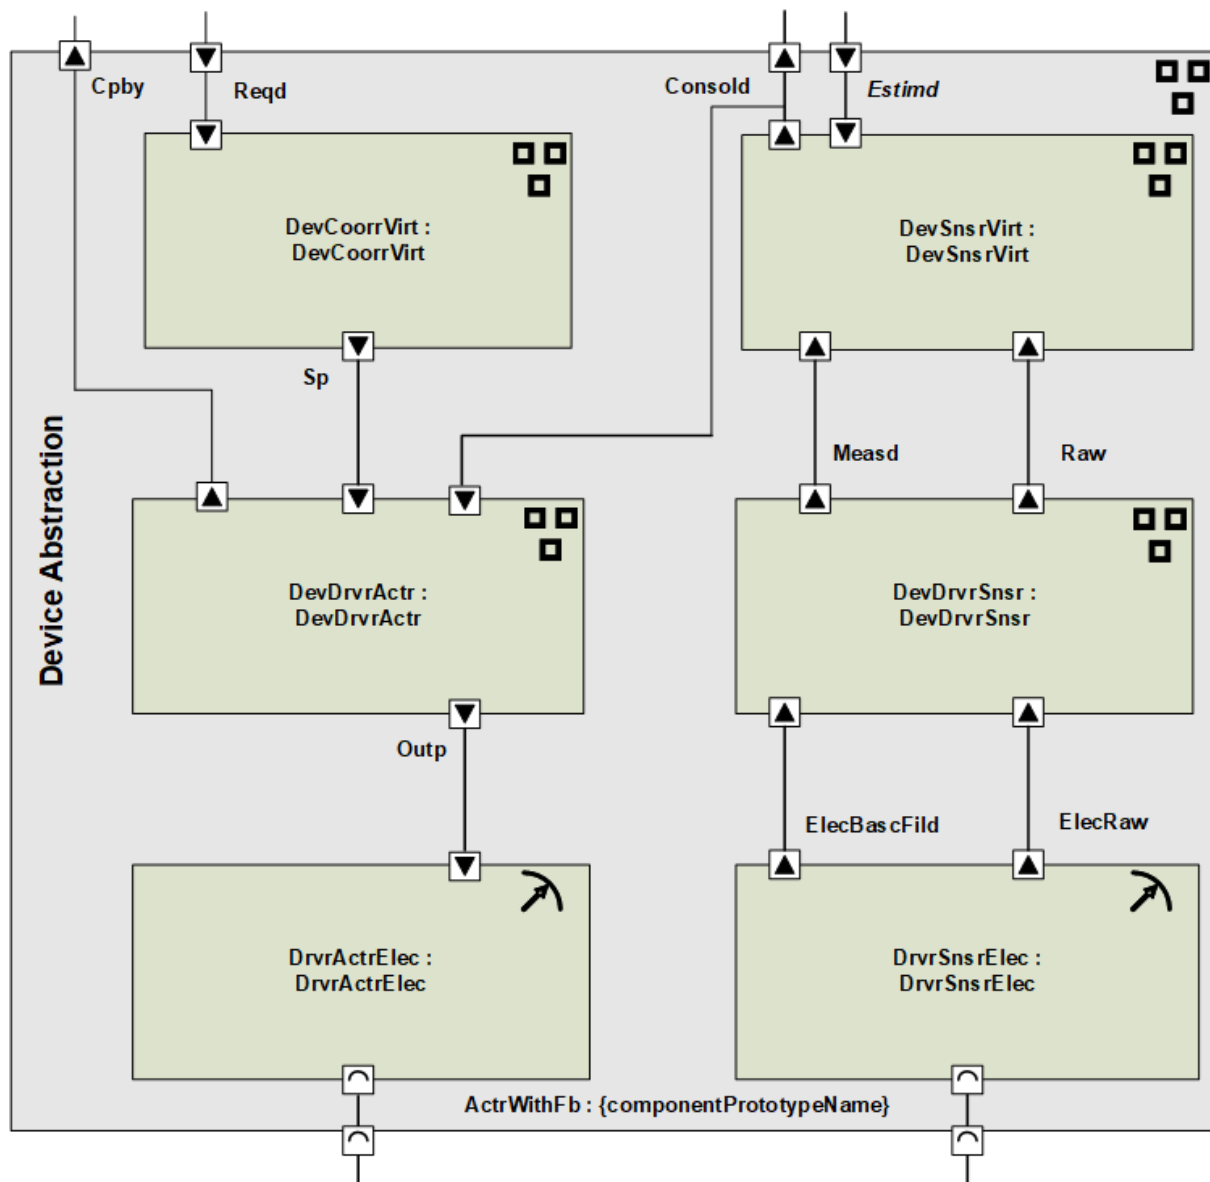 Cpby
Reqd
Consold
Estimd
DevCoorrVirt :
DevCoorrVirt
DevSnsrVirt :
DevSnsrVirt
Sp
Measd
Raw
Device Abstraction
DevDrvrActr :
DevDrvrActr
DevDrvrSnsr :
DevDrvrSnsr
Outp
ElecBascFild
ElecRaw
DrvrActrElec :
DrvrActrElec
DrvrSnsrElec :
DrvrSnsrElec
ActrWithFb : {componentPrototypeName}